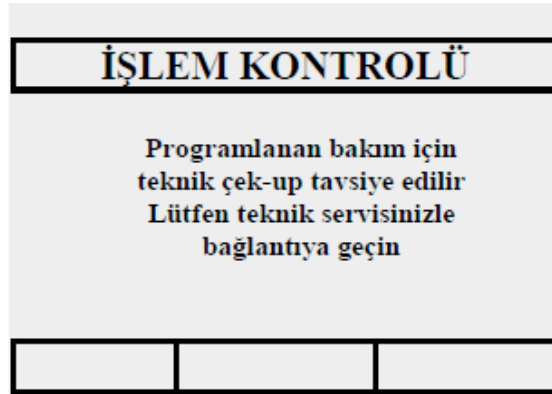 İŞLEM KONTROLÜ
Programlanan bakım için
teknik çek-up tavsiye edilir
Lütfen teknik servisinizle
bağlantıya geçin